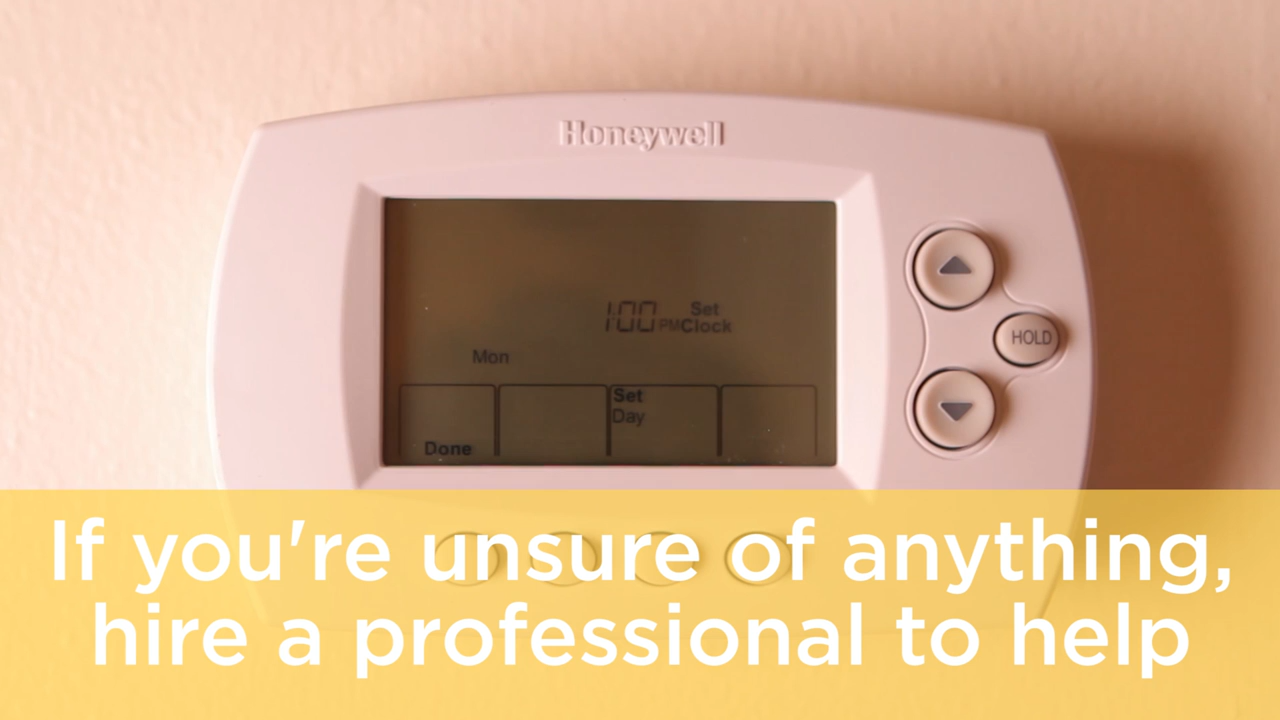 Honeywell
1:00 PM Set Clock
Mon
Set
Day
Done
HOLD
If you're unsure of anything,
hire a professional to help